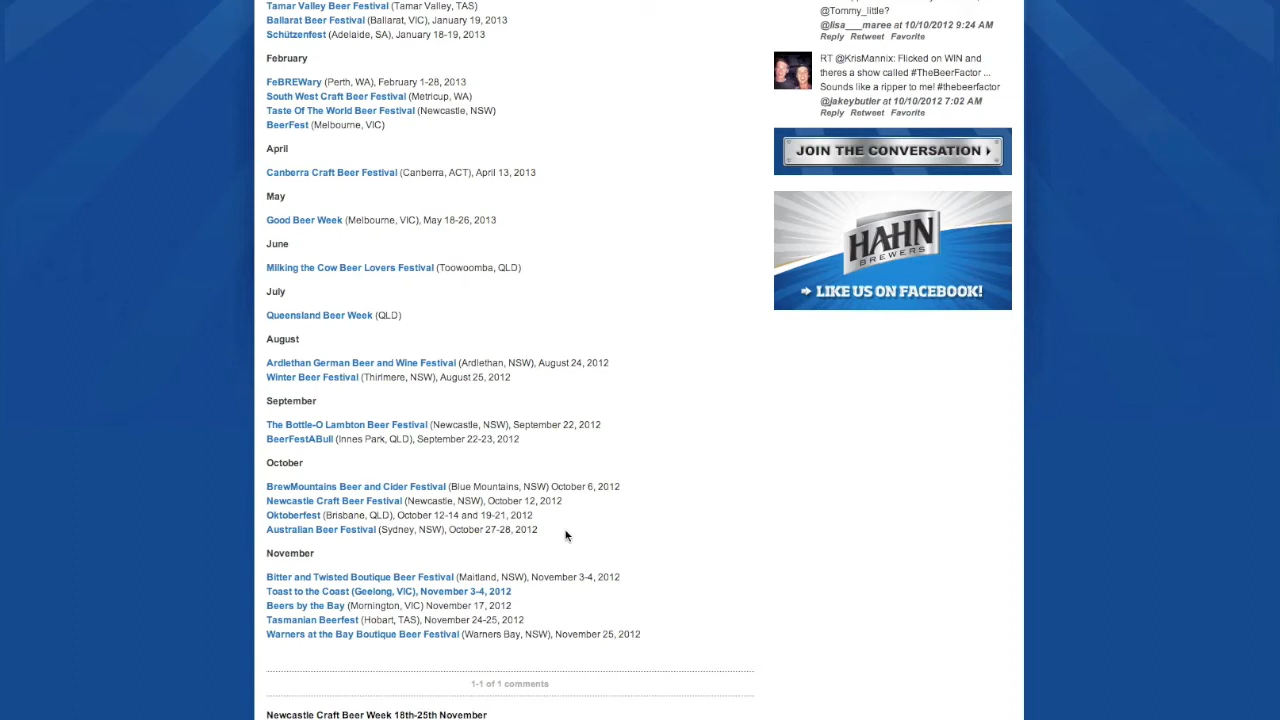 Tamar Valley Beer Festival (Tamar Valley, TAS)
Ballarat Beer Festival (Ballarat, VIC), January 19, 2013
Schützenfest (Adelaide, SA), January 18-19, 2013
February
FeBREWary (Perth, WA), February 1-28, 2013
South West Craft Beer Festival (Metricup, WA)
Taste Of The World Beer Festival (Newcastle, NSW)
BeerFest (Melbourne, VIC)
April
Canberra Craft Beer Festival (Canberra, ACT), April 13, 2013
May
Good Beer Week (Melbourne, VIC), May 18-26, 2013
June
Milking the Cow Beer Lovers Festival (Toowoomba, QLD)
July
Queensland Beer Week (QLD)
August
Ardlethan German Beer and Wine Festival (Ardlethan, NSW), August 24, 2012
Winter Beer Festival (Thirlmere, NSW), August 25, 2012
September
The Bottle-O Lambton Beer Festival (Newcastle, NSW), September 22, 2012
BeerFestABull (Innes Park, QLD), September 22-23, 2012
October
BrewMountains Beer and Cider Festival (Blue Mountains, NSW) October 6, 2012
Newcastle Craft Beer Festival (Newcastle, NSW), October 12, 2012
Oktoberfest (Brisbane, QLD), October 12-14 and 19-21, 2012
Australian Beer Festival (Sydney, NSW), October 27-28, 2012
November
Bitter and Twisted Boutique Beer Festival (Maitland, NSW), November 3-4, 2012
Toast to the Coast (Geelong, VIC), November 3-4, 2012
Beers by the Bay (Mornington, VIC) November 17, 2012
Tasmanian Beerfest (Hobart, TAS), November 24-25, 2012
Warners at the Bay Boutique Beer Festival (Warners Bay, NSW), November 25, 2012
1-1 of 1 comments
Newcastle Craft Beer Week 18th-25th November
@Tommy_little?
@lisa___maree at 10/10/2012 9:24 AM
Reply Retweet Favorite
RT @KrisMannix: Flicked on WIN and
theres a show called #TheBeerFactor ...
Sounds like a ripper to me! #thebeerfactor
@jakeybutler at 10/10/2012 7:02 AM
Reply Retweet Favorite
JOIN THE CONVERSATION
HAHN
BREWERS
LIKE US ON FACEBOOK!